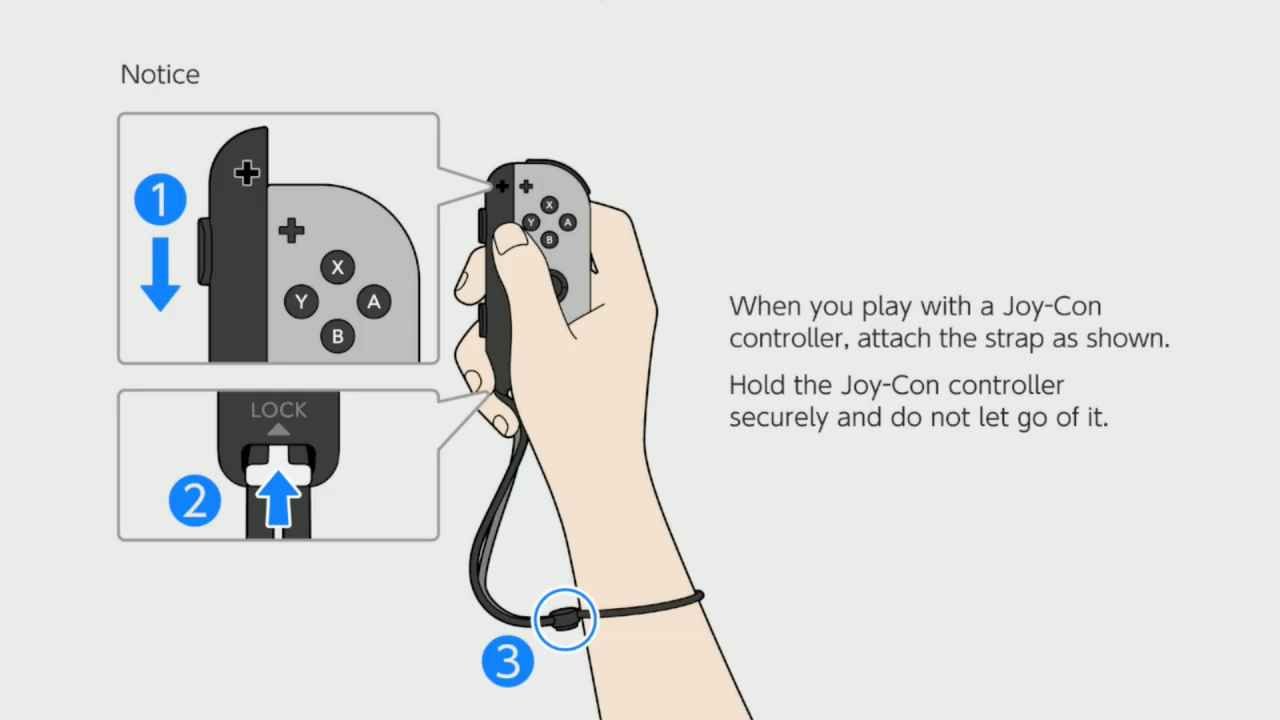 Notice
1
X
Y
A
B
LOCK
2
X
Y
A
B
3
When you play with a Joy-Con
controller, attach the strap as shown.
Hold the Joy-Con controller
securely and do not let go of it.